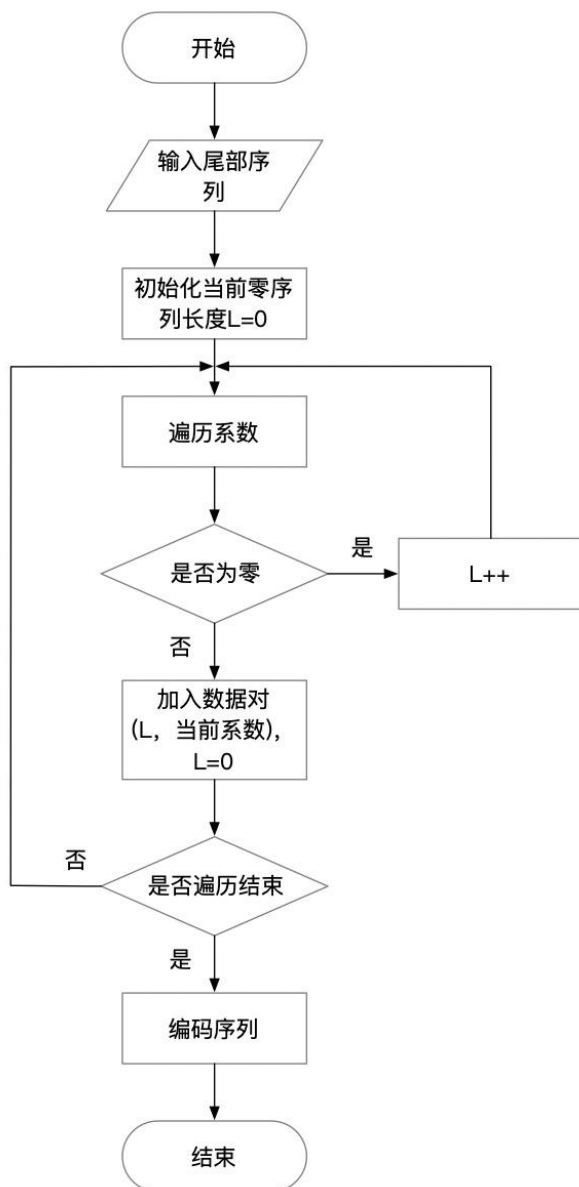 开始
输入尾部序
列
初始化当前零序
列长度L=0
遍历系数
是否为零
是
L++
否
加入数据对
(L，当前系数)，
L=0
否
是否遍历结束
是
编码序列
结束